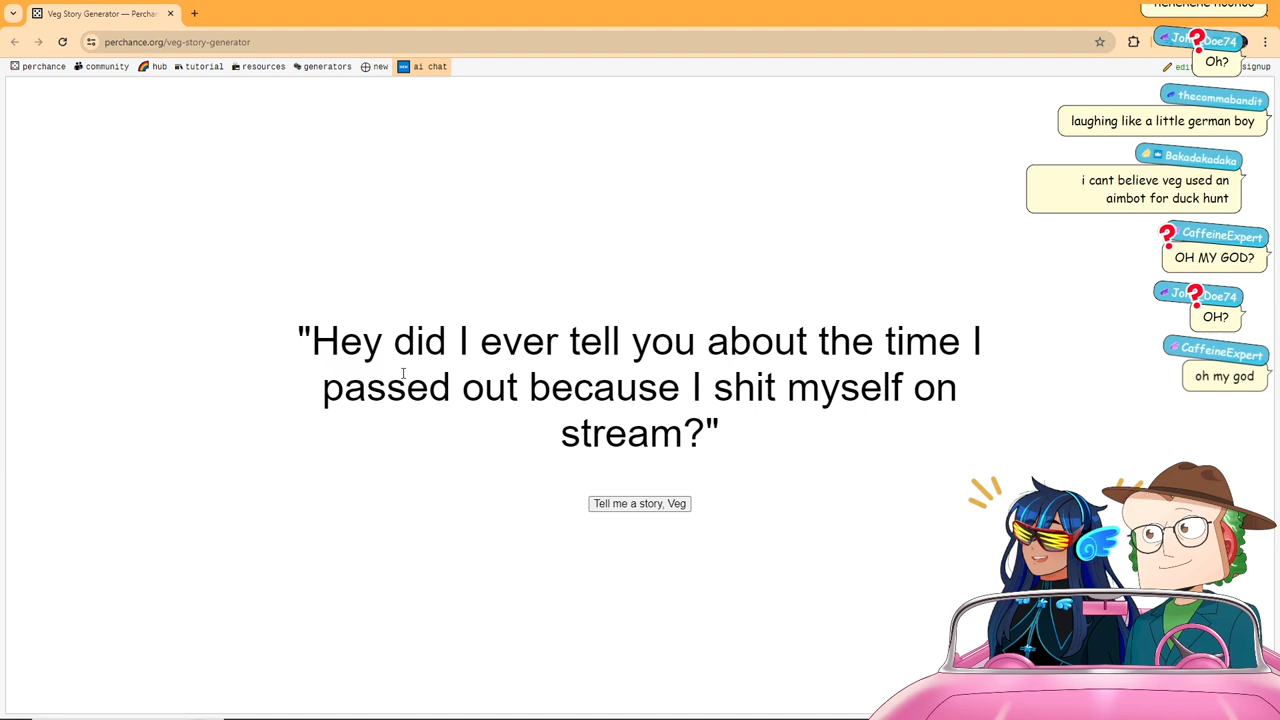 Veg Story Generator — Perchan
perchance.org/veg-story-generator
perchance
community
hub
tutorial
resources
generators
new
ai chat
edit
signup
Oh?
thecommabandit
laughing like a little german boy
Bakadakadaka
i cant believe veg used an
aimbot for duck hunt
CaffeineExpert
OH MY GOD?
OH?
CaffeineExpert
oh my god
"Hey did I ever tell you about the time I
passed out because I shit myself on
stream?"
Tell me a story, Veg